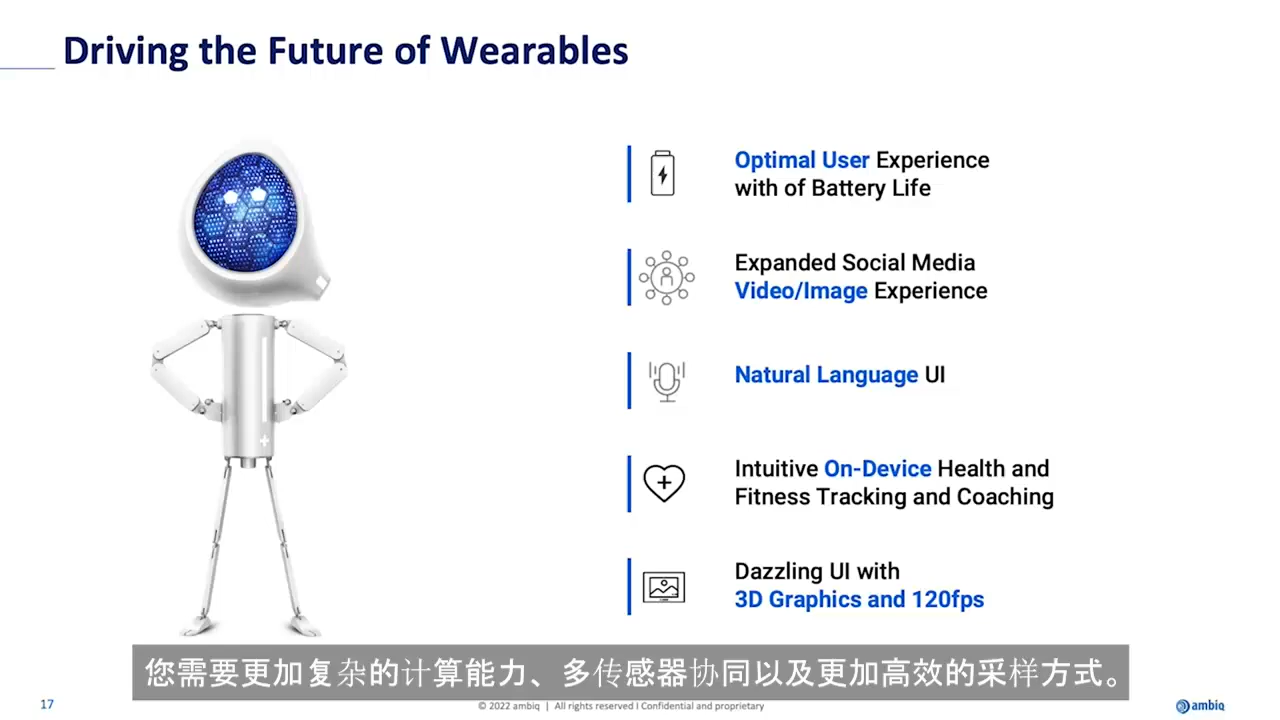 Driving the Future of Wearables
Optimal User Experience
with of Battery Life
Expanded Social Media
Video/Image Experience
Natural Language UI
Intuitive On-Device Health and
Fitness Tracking and Coaching
Dazzling UI with
3D Graphics and 120fps
您需要更加复杂的计算能力、多传感器协同以及更加高效的采样方式。
17
© 2022 ambiq | All rights reserved I Confidential and proprietary
ambiq